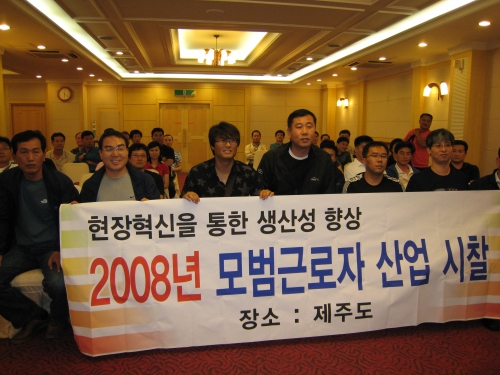 현장혁신을 통한 생산성 향상
2008년 모범근로자 산업 시찰
장소 : 제주도